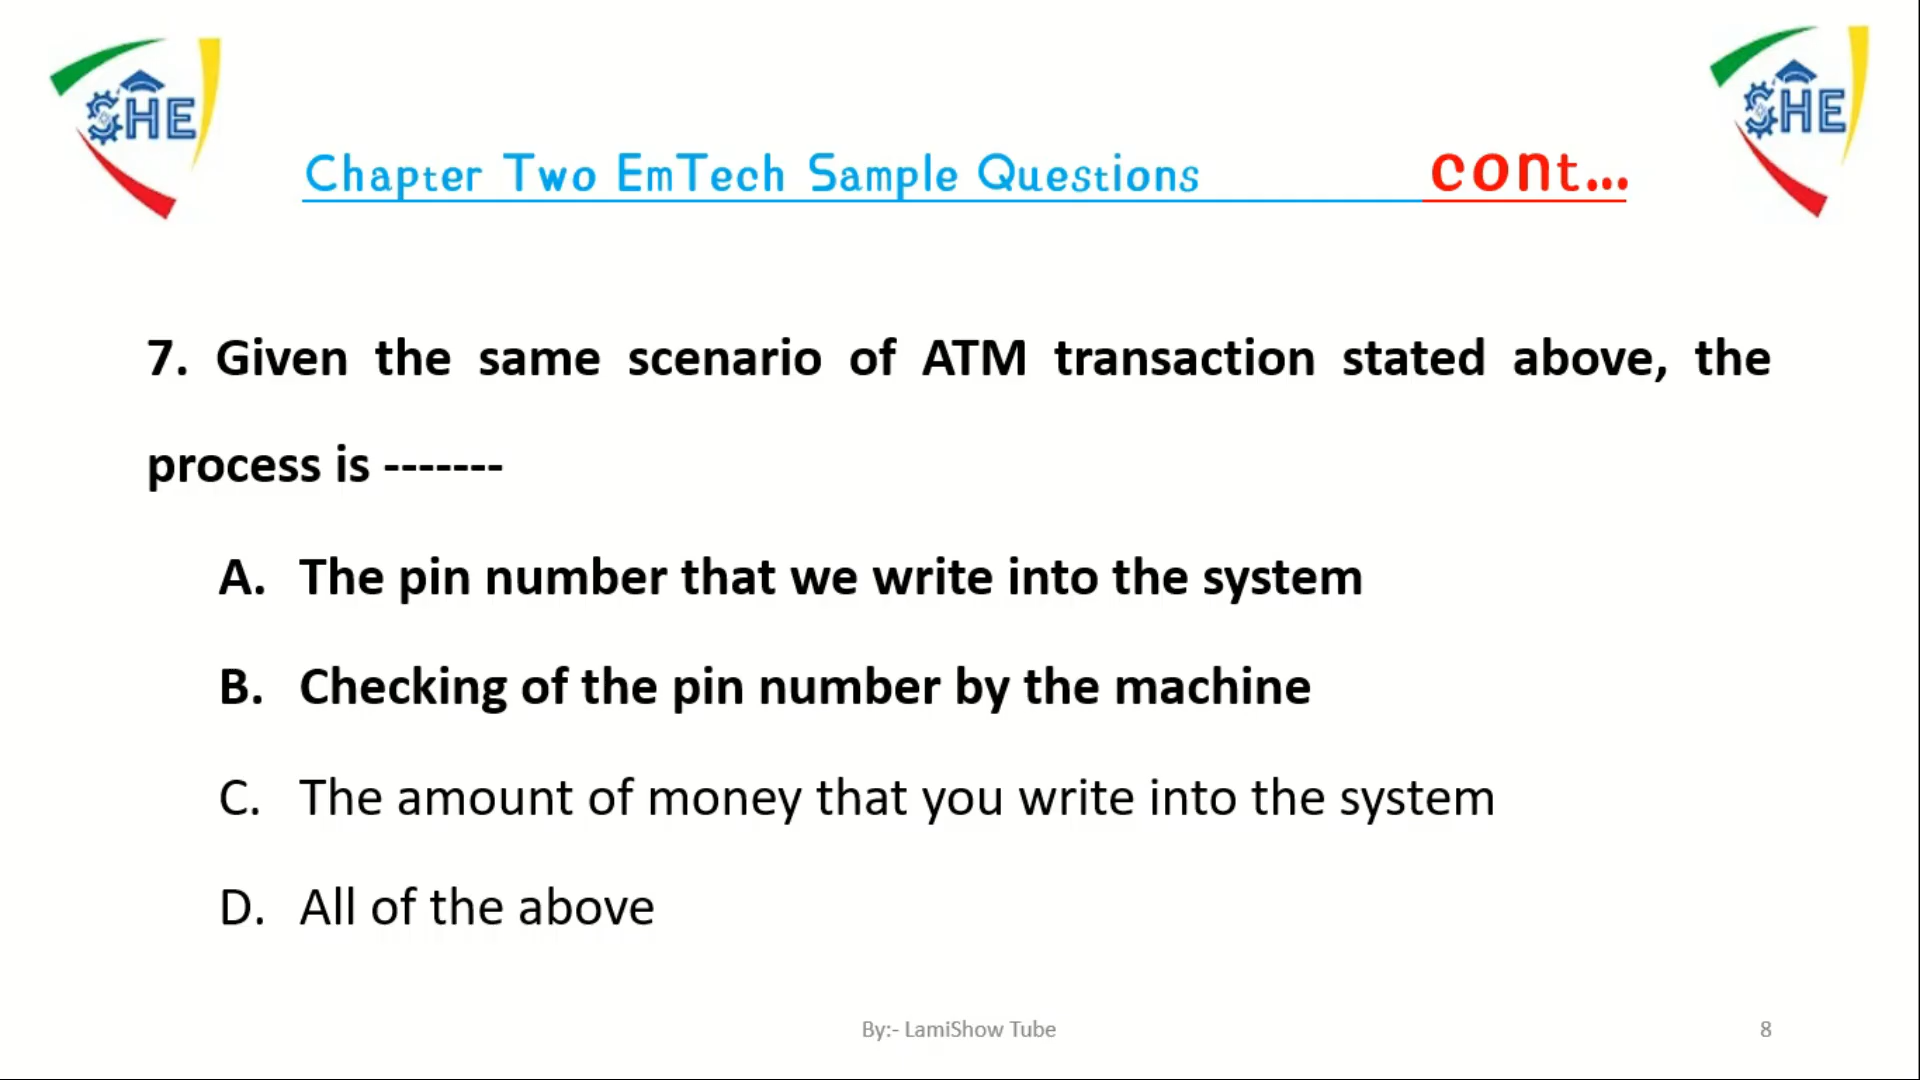 SHE
SHE
Chapter Two EmTech Sample Questions cont...
7. Given the same scenario of ATM transaction stated above, the
process is -------
A. The pin number that we write into the system
B. Checking of the pin number by the machine
C. The amount of money that you write into the system
D. All of the above
By:- LamiShow Tube
8